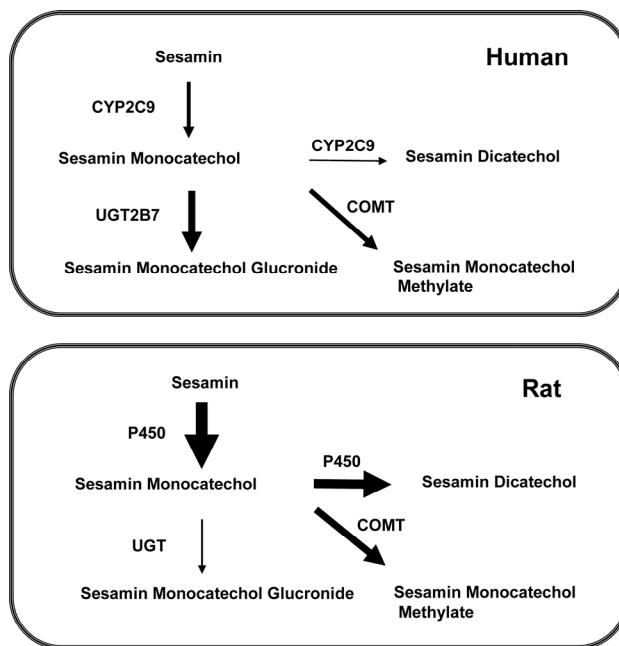 Human
Sesamin
CYP2C9
Sesamin Monocatechol
CYP2C9
Sesamin Dicatechol
UGT2B7
COMT
Sesamin Monocatechol Glucronide
Sesamin Monocatechol
Methylate
Rat
Sesamin
P450
Sesamin Monocatechol
P450
Sesamin Dicatechol
UGT
COMT
Sesamin Monocatechol Glucronide
Sesamin Monocatechol
Methylate